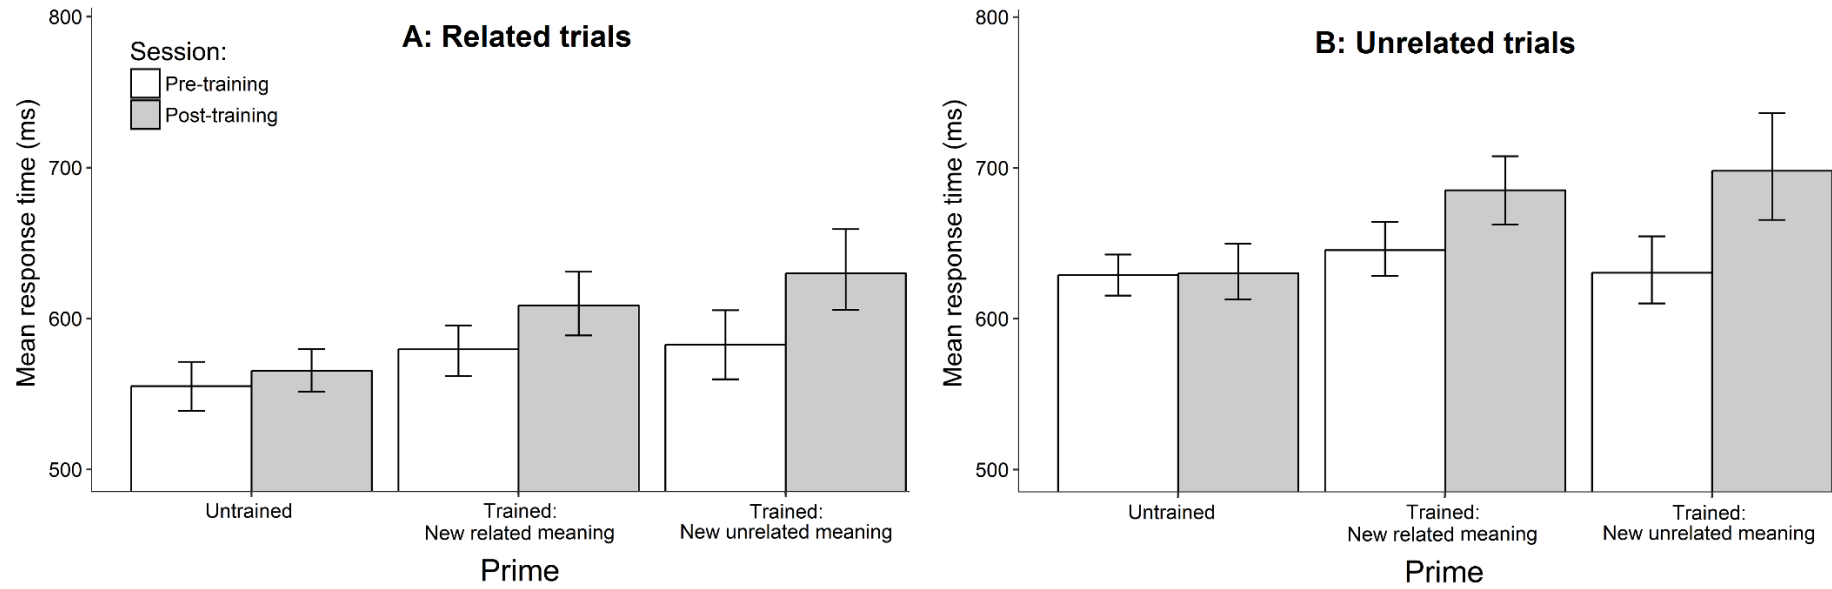 A: Related trials
Session:
Pre-training
Post-training
Mean response time (ms)
800
700
600
500
Untrained
Trained:
New related meaning
Trained:
New unrelated meaning
Prime
B: Unrelated trials
Mean response time (ms)
800
700
600
500
Untrained
Trained:
New related meaning
Trained:
New unrelated meaning
Prime